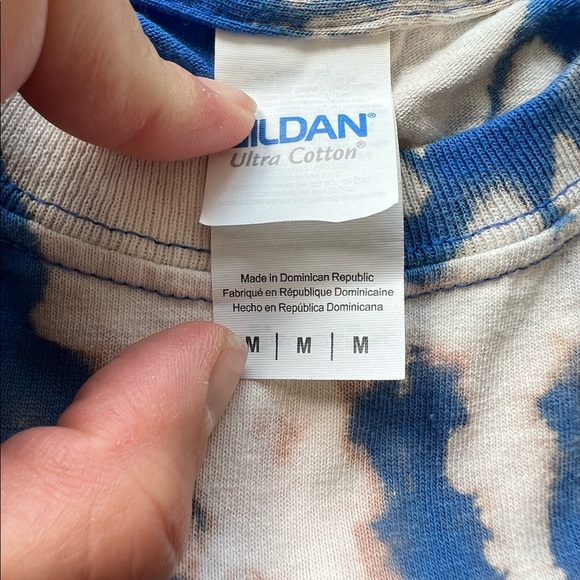 ILDAN®
Ultra Cotton®
Made in Dominican Republic
Fabriqué en République Dominicaine
Hecho en República Dominicana
M | M | M